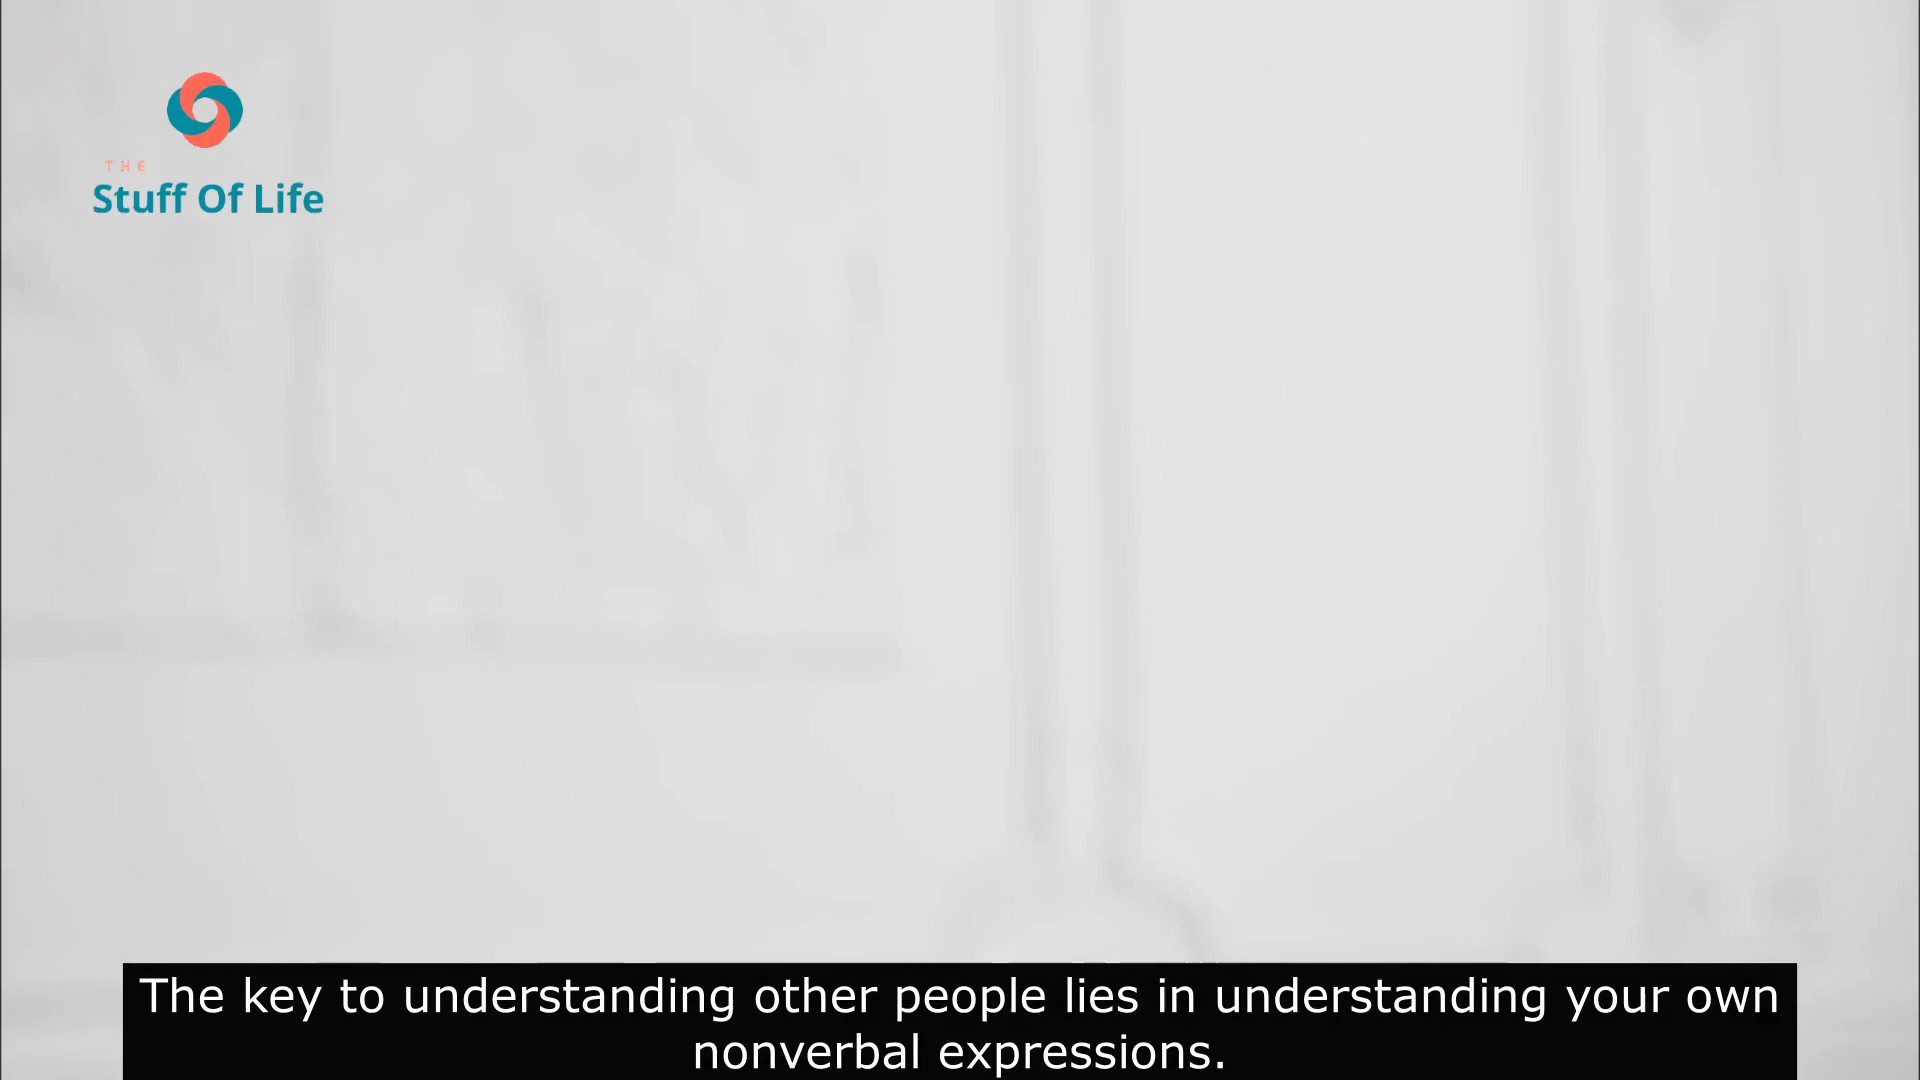 THE
Stuff Of Life
The key to understanding other people lies in understanding your own
nonverbal expressions.